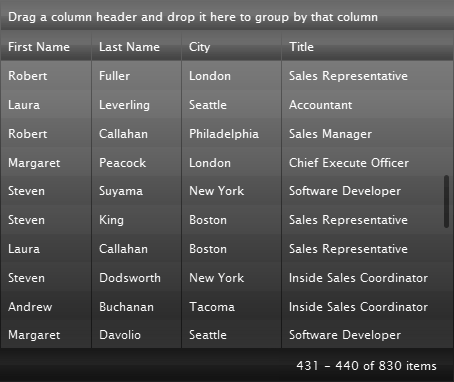 Drag a column header and drop it here to group by that column
First Name Last Name City Title
Robert Fuller London Sales Representative
Laura Leverling Seattle Accountant
Robert Callahan Philadelphia Sales Manager
Margaret Peacock London Chief Execute Officer
Steven Suyama New York Software Developer
Steven King Boston Sales Representative
Laura Callahan Boston Sales Representative
Steven Dodsworth New York Inside Sales Coordinator
Andrew Buchanan Tacoma Inside Sales Coordinator
Margaret Davolio Seattle Software Developer
431 - 440 of 830 items